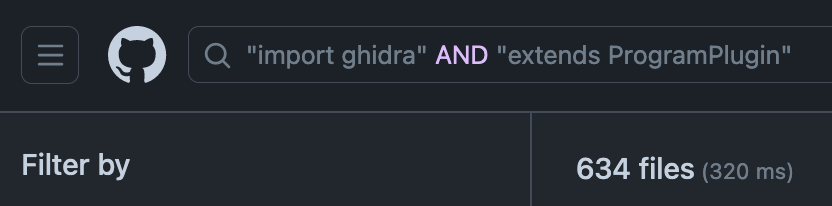 "import ghidra" AND "extends ProgramPlugin"
Filter by
634 files (320 ms)